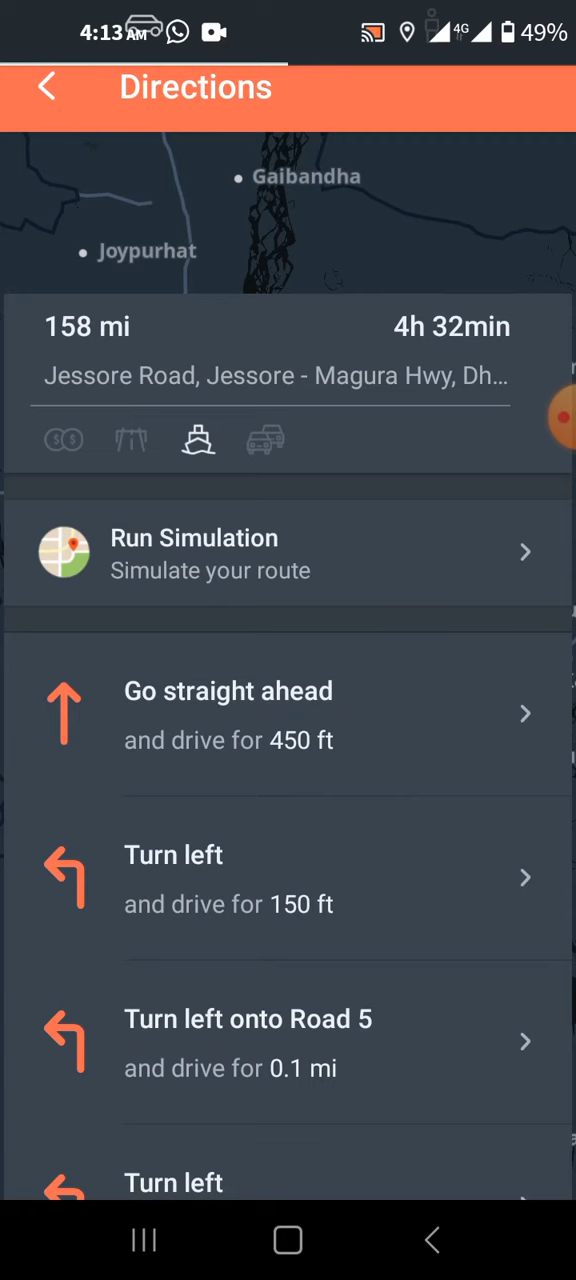 4:13 AM
4G
49%
Directions
Gaibandha
Joypurhat
158 mi
4h 32min
Jessore Road, Jessore - Magura Hwy, Dh...
Run Simulation
Simulate your route
Go straight ahead
and drive for 450 ft
Turn left
and drive for 150 ft
Turn left onto Road 5
and drive for 0.1 mi
Turn left